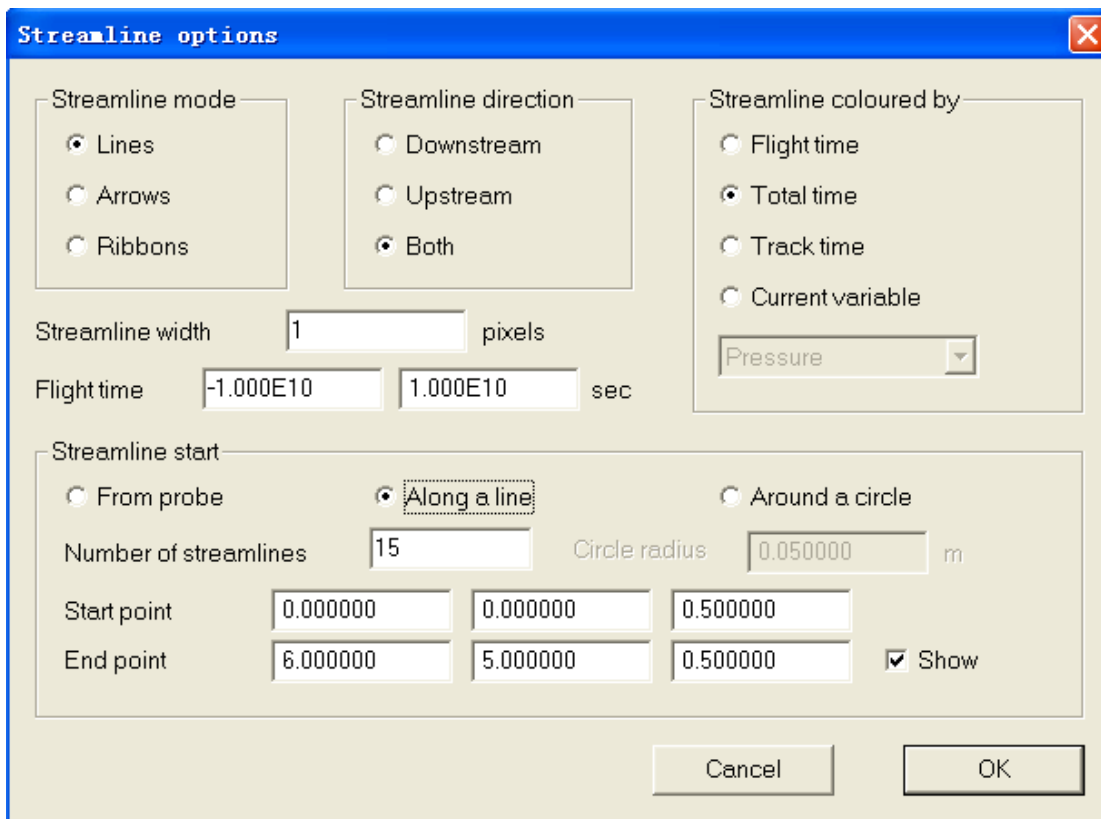 Streamline options
Streamline mode
Lines
Arrows
Ribbons
Streamline direction
Downstream
Upstream
Both
Streamline coloured by
Flight time
Total time
Track time
Current variable
Pressure
Streamline width 1 pixels
Flight time -1.000E10 1.000E10 sec
Streamline start
From probe Along a line Around a circle
Number of streamlines 15 Circle radius 0.050000 m
Start point 0.000000 0.000000 0.500000
End point 6.000000 5.000000 0.500000 Show
Cancel OK